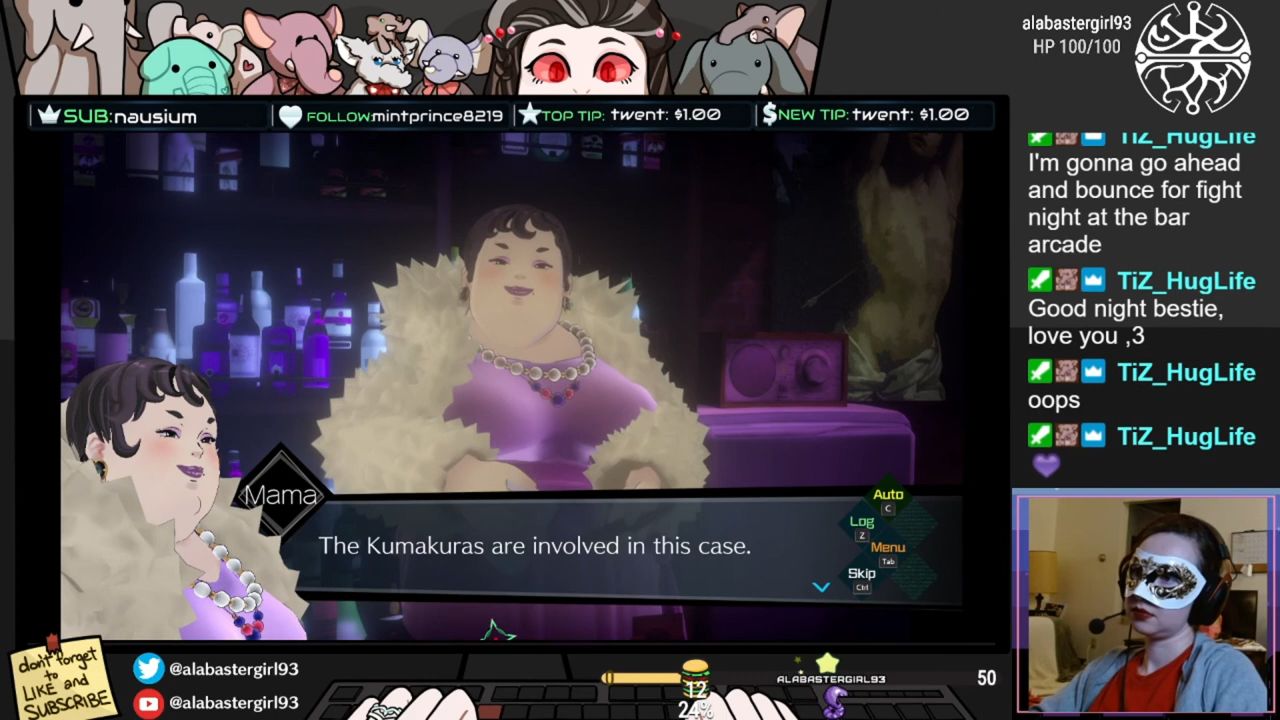 alabastergirl93
HP 100/100
SUB:nausium
FOLLOW:mintprince8219
TOP TIP: twent: $1.00
NEW TIP: twent: $1.00
TiZ_HugLife
I'm gonna go ahead
and bounce for fight
night at the bar
arcade
TiZ_HugLife
Good night bestie,
love you ,3
TiZ_HugLife
oops
TiZ_HugLife
Mama
The Kumakuras are involved in this case.
Auto
C
Log
Z
Menu
Tab
Skip
Ctrl
don't forget
to
LIKE and
SUBSCRIBE
@alabastergirl93
@alabastergirl93
12
24%
ALABASTERGIRL93
50